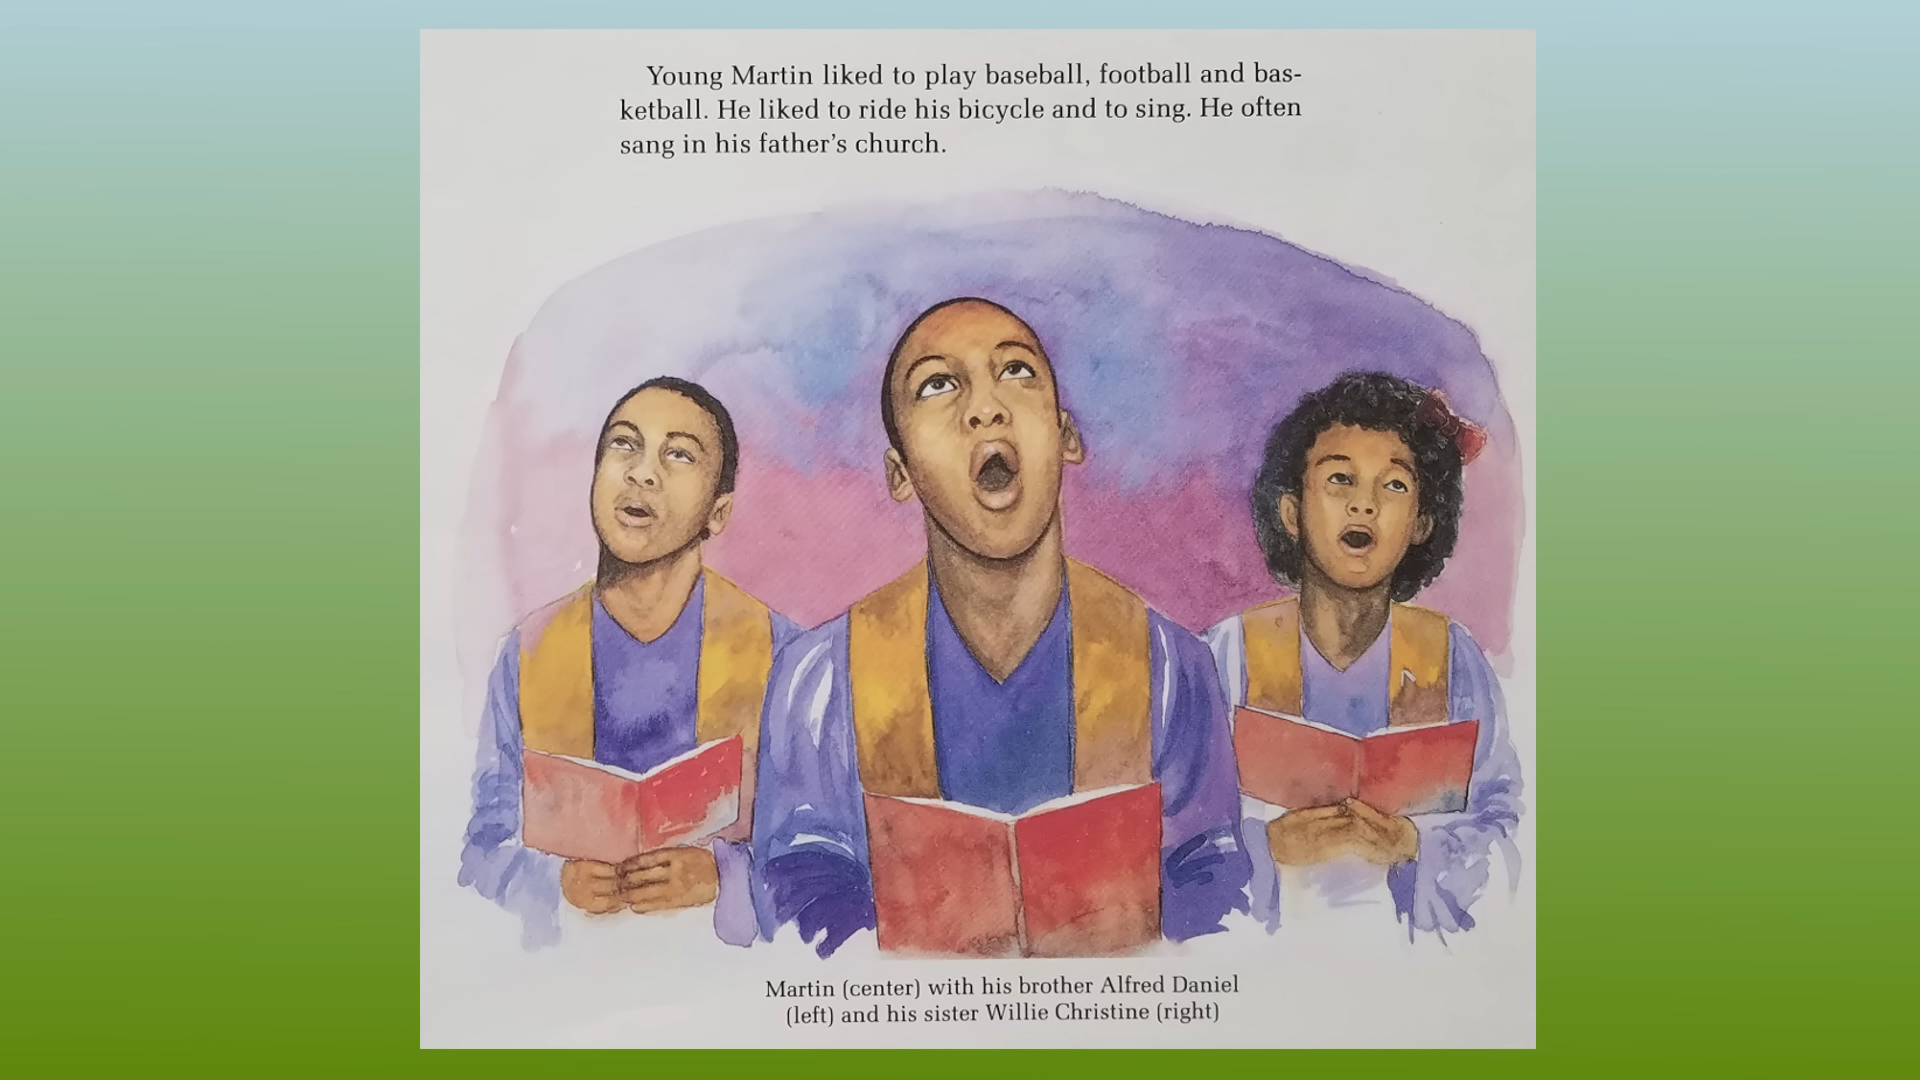 Young Martin liked to play baseball, football and bas-
ketball. He liked to ride his bicycle and to sing. He often
sang in his father’s church.
Martin (center) with his brother Alfred Daniel
(left) and his sister Willie Christine (right)